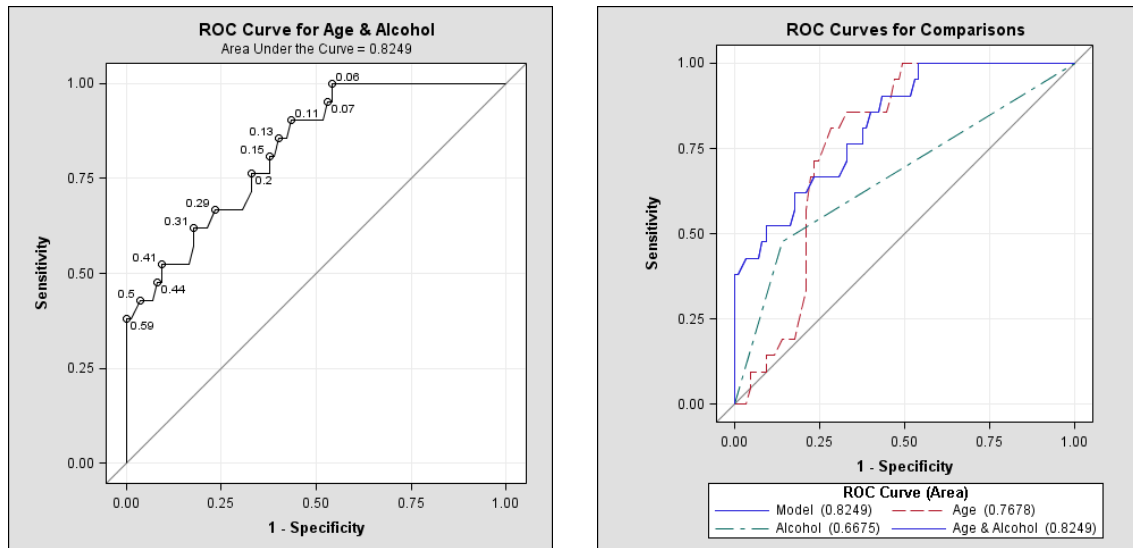 ROC Curve for Age & Alcohol
Area Under the Curve = 0.8249
1.00
0.75
0.50
0.25
0.00
Sensitivity
0.06
0.07
0.11
0.13
0.15
0.2
0.29
0.31
0.41
0.44
0.5
0.59
0.00 0.25 0.50 0.75 1.00
1 - Specificity
ROC Curves for Comparisons
1.00
0.75
0.50
0.25
0.00
Sensitivity
0.00 0.25 0.50 0.75 1.00
1 - Specificity
ROC Curve (Area)
Model (0.8249) Age (0.7678)
Alcohol (0.6675) Age & Alcohol (0.8249)